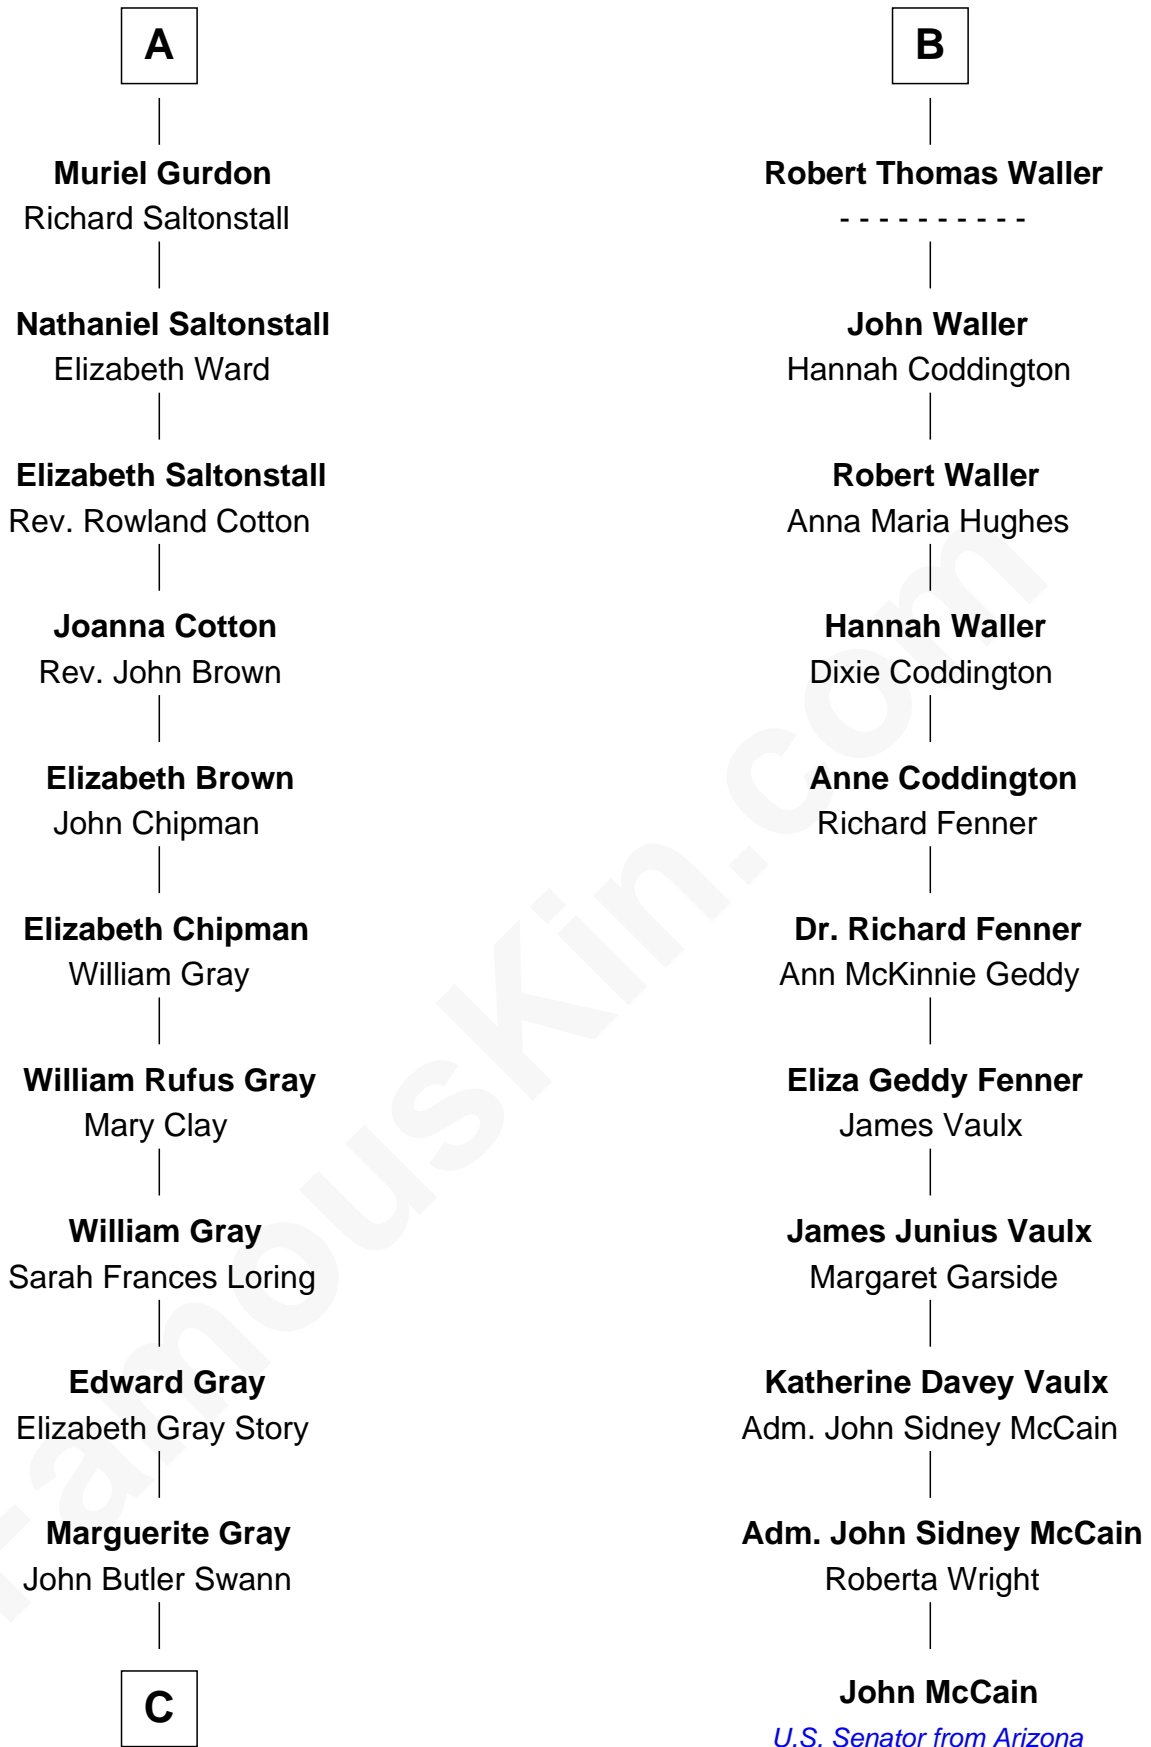 A
Muriel Gurdon
Richard Saltonstall
Nathaniel Saltonstall
Elizabeth Ward
Elizabeth Saltonstall
Rev. Rowland Cotton
Joanna Cotton
Rev. John Brown
Elizabeth Brown
John Chipman
Elizabeth Chipman
William Gray
William Rufus Gray
Mary Clay
William Gray
Sarah Frances Loring
Edward Gray
Elizabeth Gray Story
Marguerite Gray
John Butler Swann
C
B
Robert Thomas Waller
- - - - - - - - - -
John Waller
Hannah Coddington
Robert Waller
Anna Maria Hughes
Hannah Waller
Dixie Coddington
Anne Coddington
Richard Fenner
Dr. Richard Fenner
Ann McKinnie Geddy
Eliza Geddy Fenner
James Vaulx
James Junius Vaulx
Margaret Garside
Katherine Davey Vaulx
Adm. John Sidney McCain
Adm. John Sidney McCain
Roberta Wright
John McCain
U.S. Senator from Arizona
FamousKin.com